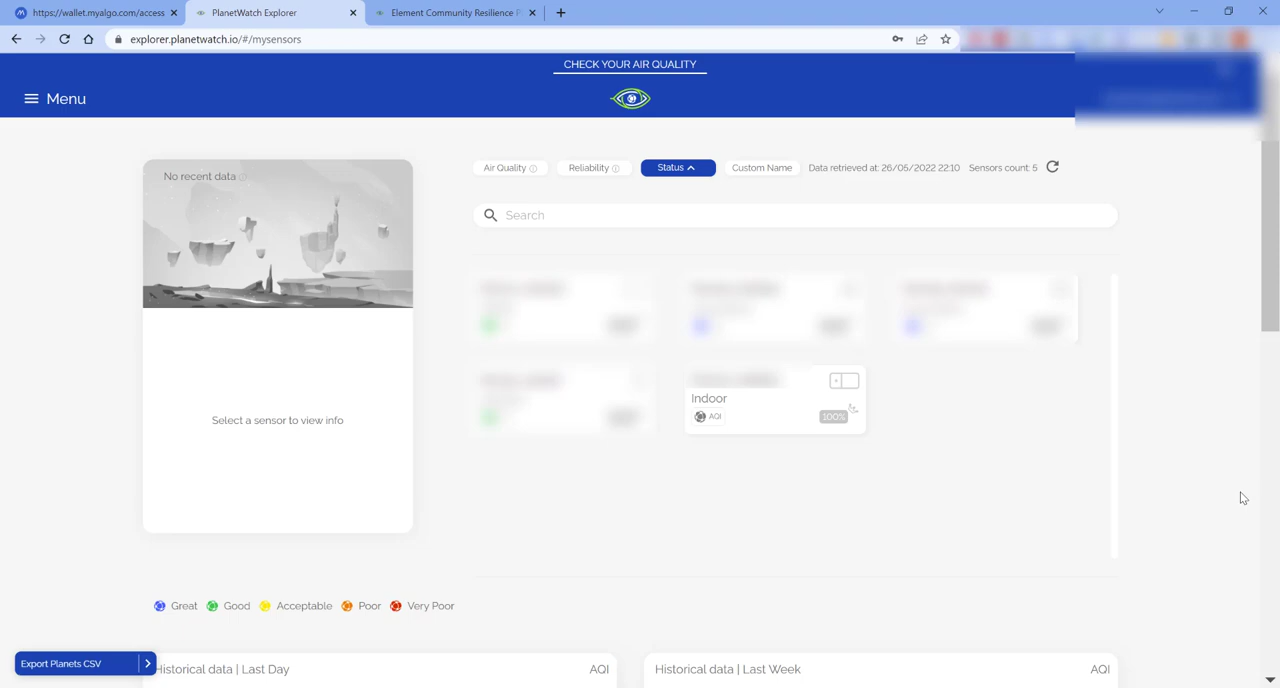 https://wallet.myalgo.com/access
PlanetWatch Explorer
Element Community Resilience P
explorer.planetwatch.io/#/mysensors
CHECK YOUR AIR QUALITY
Menu
No recent data
Select a sensor to view info
Air Quality
Reliability
Status
Custom Name
Data retrieved at: 26/05/2022 22:10
Sensors count: 5
Search
Indoor
AQI
100%
Great
Good
Acceptable
Poor
Very Poor
Export Planets CSV
Historical data | Last Day
AQI
Historical data | Last Week
AQI